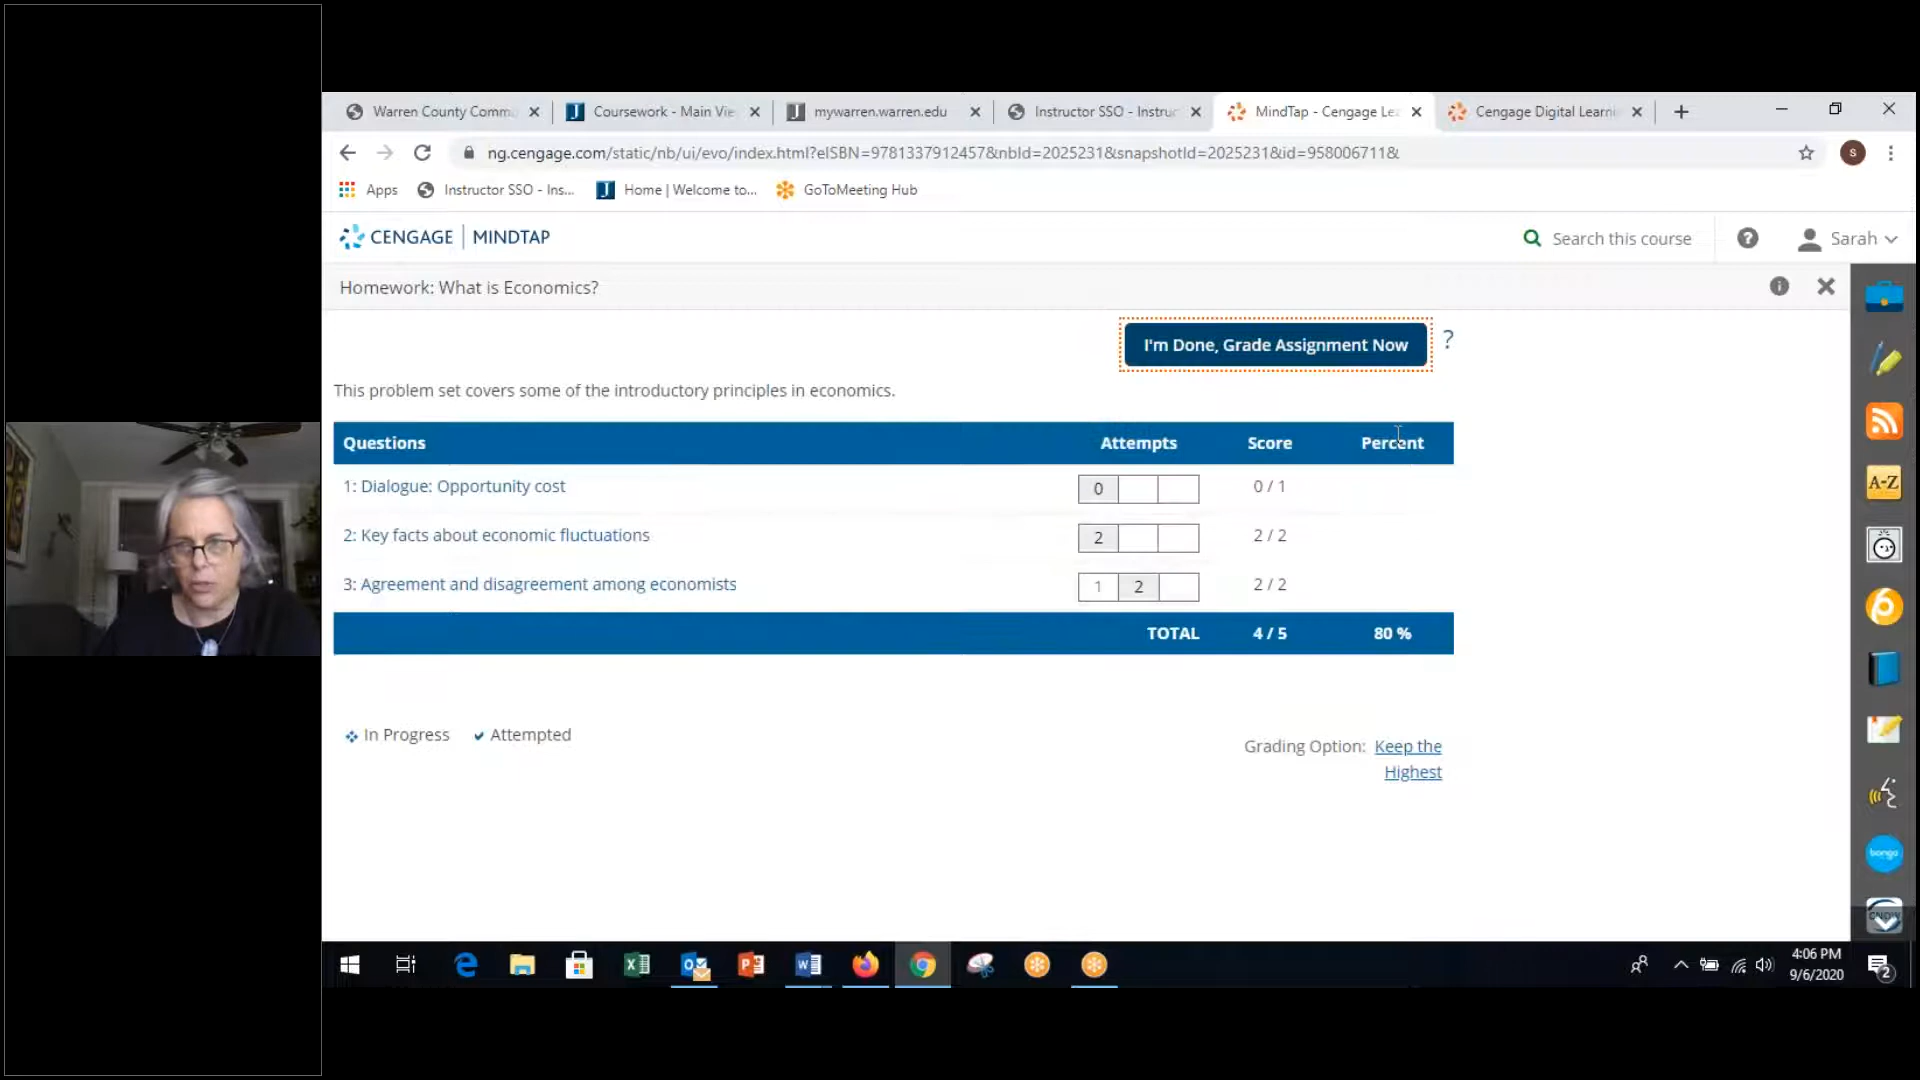 Warren County Comm
Coursework - Main Vie
mywarren.warren.edu
Instructor SSO - Instruc
MindTap - Cengage Le
Cengage Digital Learni
ng.cengage.com/static/nb/ui/evo/index.html?eISBN=9781337912457&nbId=2025231&snapshotId=2025231&id=958006711&
S
Apps
Instructor SSO - Ins...
Home | Welcome to...
GoToMeeting Hub
CENGAGE | MINDTAP
Search this course
?
Sarah
Homework: What is Economics?
I'm Done, Grade Assignment Now
?
This problem set covers some of the introductory principles in economics.
Questions Attempts Score Percent
1: Dialogue: Opportunity cost 0 0 / 1
2: Key facts about economic fluctuations 2 2 / 2
3: Agreement and disagreement among economists 1 2 2 / 2
TOTAL 4 / 5 80 %
In Progress Attempted
Grading Option: Keep the
Highest
A-Z
bongo
4:06 PM
9/6/2020
2